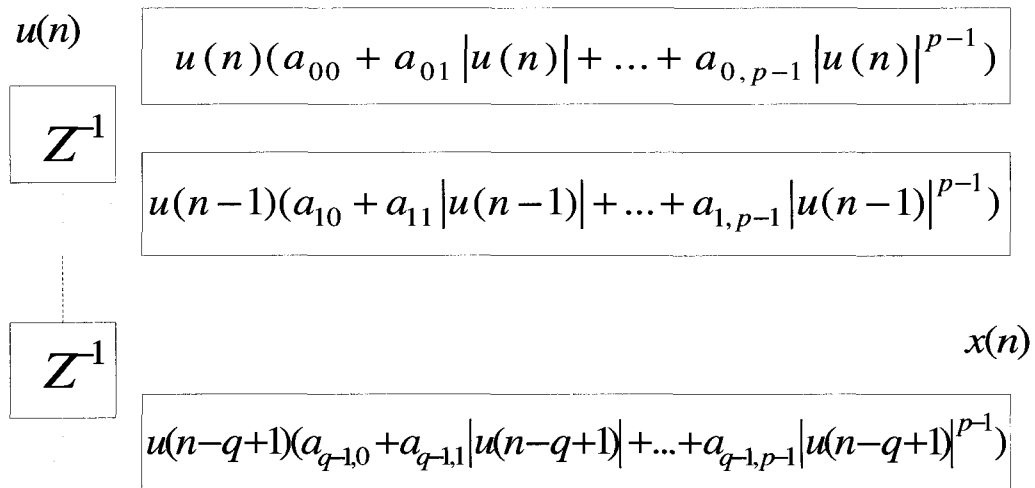 u(n)
u(n)(a_{00} + a_{01} |u(n)| + ... + a_{0,p-1} |u(n)|^{p-1})
Z^{-1}
u(n-1)(a_{10} + a_{11} |u(n-1)| + ... + a_{1,p-1} |u(n-1)|^{p-1})
Z^{-1}
x(n)
u(n-q+1)(a_{q-1,0} + a_{q-1,1} |u(n-q+1)| + ... + a_{q-1,p-1} |u(n-q+1)|^{p-1})